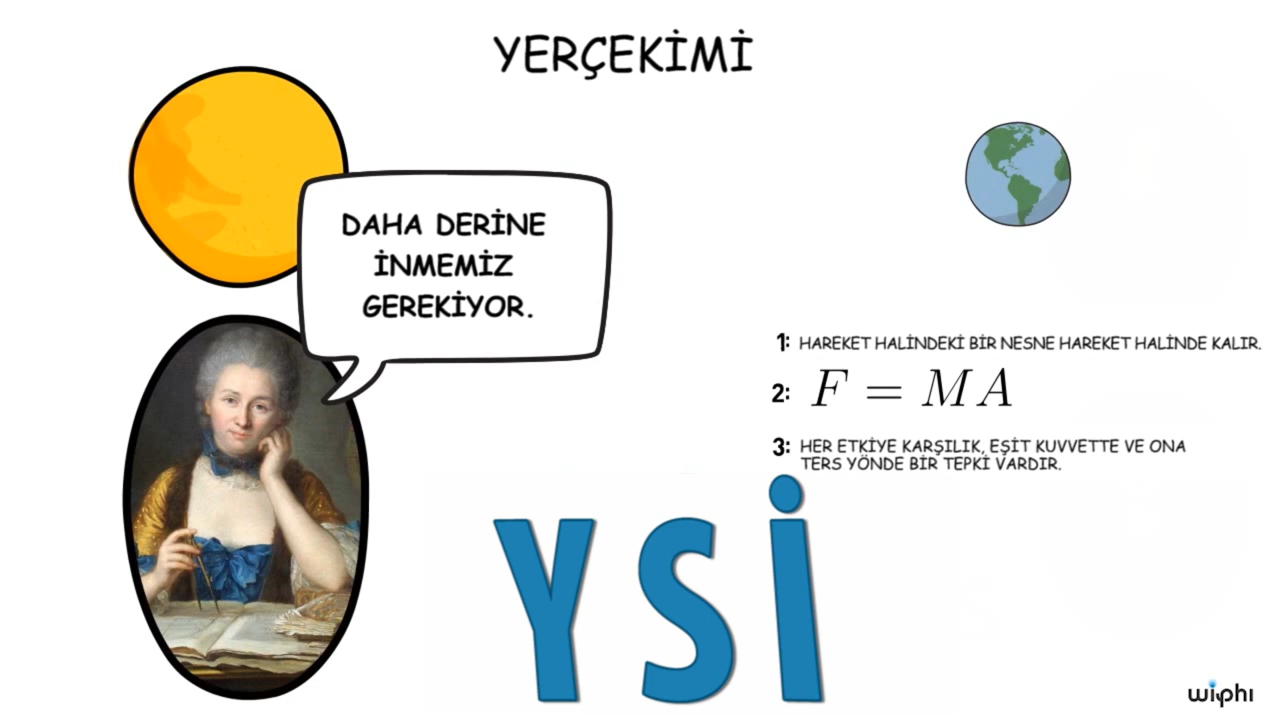 YERÇEKİMİ
DAHA DERİNE
İNMEMİZ
GEREKİYOR.
1: HAREKET HALİNDEKİ BİR NESNE HAREKET HALİNDE KALIR.
2: F = MA
3: HER ETKİYE KARŞILIK, EŞİT KUVVETTE VE ONA
TERS YÖNDE BİR TEPKİ VARDIR.
YSİ
wiφhi